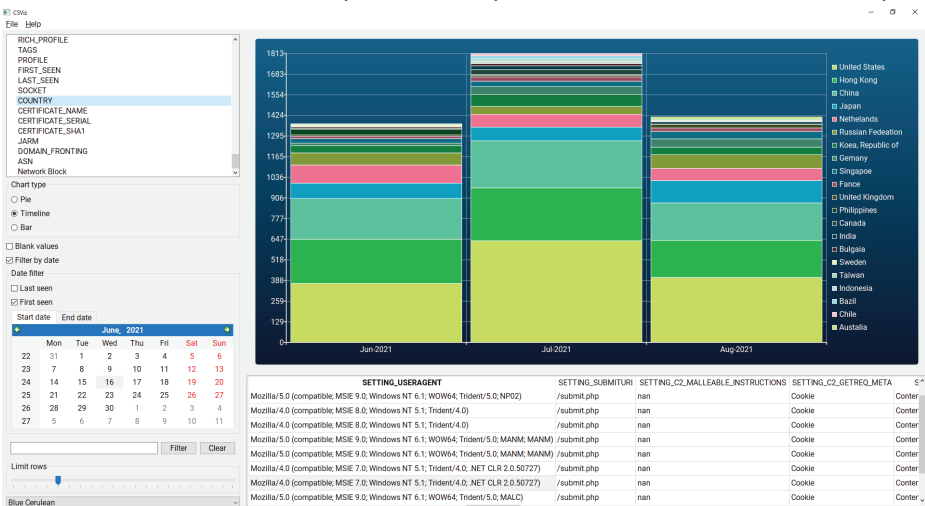 CSViz
File Help
RICH_PROFILE
TAGS
PROFILE
FIRST_SEEN
LAST_SEEN
SOCKET
COUNTRY
CERTIFICATE_NAME
CERTIFICATE_SERIAL
CERTIFICATE_SHA1
JARM
DOMAIN_FRONTING
ASN
Network Block
Chart type
Pie
Timeline
Bar
Blank values
Filter by date
Date filter
Last seen
First seen
Start date End date
June, 2021
Mon Tue Wed Thu Fri Sat Sun
22 31 1 2 3 4 5 6
23 7 8 9 10 11 12 13
24 14 15 16 17 18 19 20
25 21 22 23 24 25 26 27
26 28 29 30 1 2 3 4
27 5 6 7 8 9 10 11
Filter Clear
Limit rows
Blue Cerulean
1813
1683
1554
1424
1295
1165
1036
906
777
647
518
388
259
129
0
Jun-2021 Jul-2021 Aug-2021
United States
Hong Kong
China
Japan
Nethelands
Russian Fedeation
Koea, Republic of
Gemany
Singapoe
Fance
United Kingdom
Philippines
Canada
India
Bulgaia
Sweden
Taiwan
Indonesia
Bazil
Chile
Austalia
SETTING_USERAGENT SETTING_SUBMITURI SETTING_C2_MALLEABLE_INSTRUCTIONS SETTING_C2_GETREQ_META
Mozilla/5.0 (compatible; MSIE 9.0; Windows NT 6.1; WOW64; Trident/5.0; NP02) /submit.php nan Cookie Conter
Mozilla/4.0 (compatible; MSIE 8.0; Windows NT 5.1; Trident/4.0) /submit.php nan Cookie Conter
Mozilla/4.0 (compatible; MSIE 8.0; Windows NT 5.1; Trident/4.0) /submit.php nan Cookie Conter
Mozilla/5.0 (compatible; MSIE 9.0; Windows NT 6.1; WOW64; Trident/5.0; MANM; MANM) /submit.php nan Cookie Conter
Mozilla/5.0 (compatible; MSIE 9.0; Windows NT 6.1; WOW64; Trident/5.0; MANM; MANM) /submit.php nan Cookie Conter
Mozilla/4.0 (compatible; MSIE 7.0; Windows NT 5.1; Trident/4.0; .NET CLR 2.0.50727) /submit.php nan Cookie Conter
Mozilla/4.0 (compatible; MSIE 7.0; Windows NT 5.1; Trident/4.0; .NET CLR 2.0.50727) /submit.php nan Cookie Conter
Mozilla/5.0 (compatible; MSIE 9.0; Windows NT 6.1; WOW64; Trident/5.0; MALC) /submit.php nan Cookie Conter